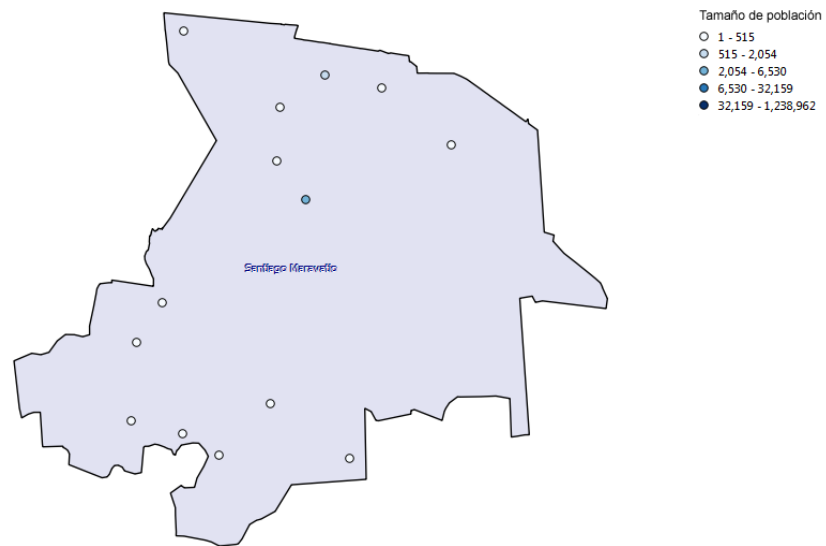 Tamaño de población
1 - 515
515 - 2,054
2,054 - 6,530
6,530 - 32,159
32,159 - 1,238,962
Santiago Maravatío